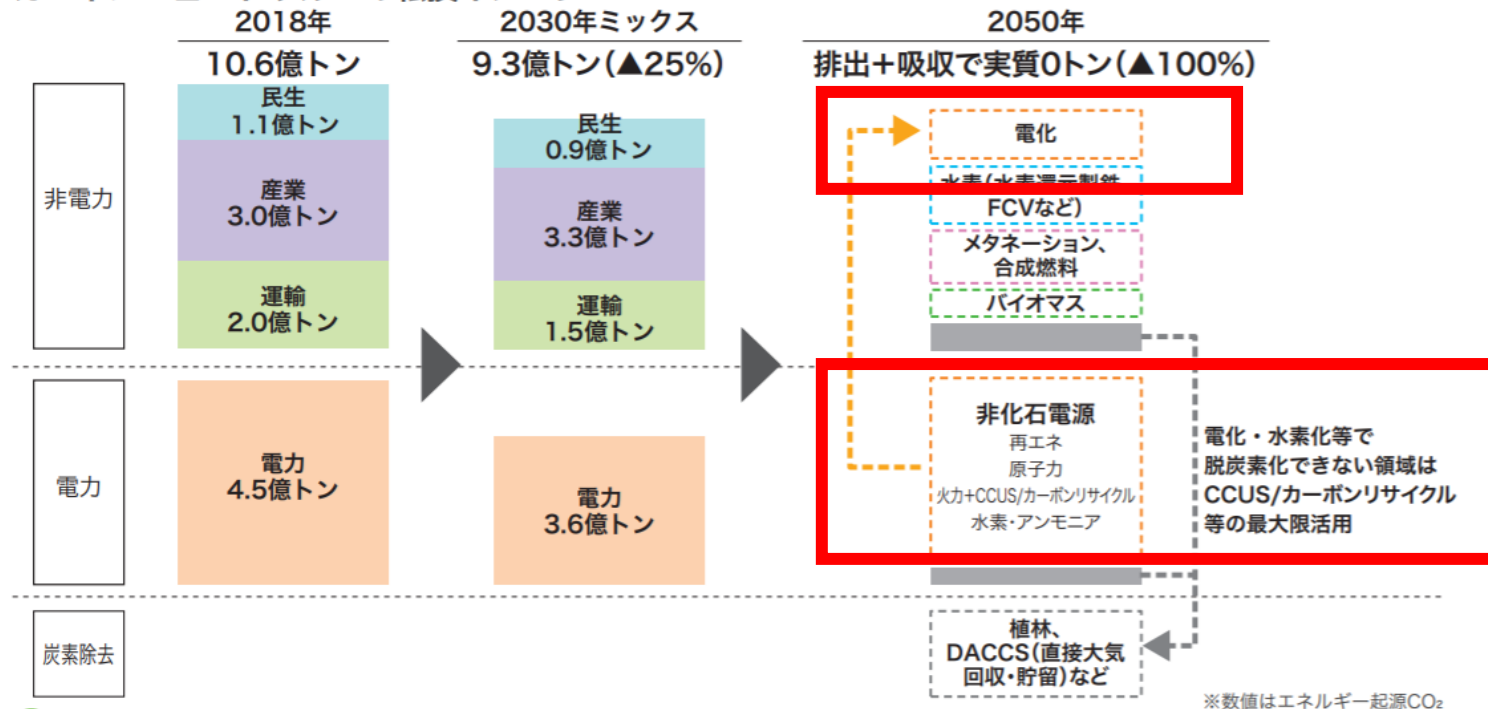 2018年
10.6億トン
2030年ミックス
9.3億トン(▲25%)
2050年
排出+吸収で実質0トン(▲100%)
非電力
民生
1.1億トン
産業
3.0億トン
運輸
2.0億トン
民生
0.9億トン
産業
3.3億トン
運輸
1.5億トン
電化
水素(水素還元製鉄
FCVなど)
メタネーション、
合成燃料
バイオマス
電力
電力
4.5億トン
電力
3.6億トン
非化石電源
再エネ
原子力
火力+CCUS/カーボンリサイクル
水素・アンモニア
電化・水素化等で
脱炭素化できない領域は
CCUS/カーボンリサイクル
等の最大限活用
炭素除去
植林、
DACCS(直接大気
回収・貯留)など
※数値はエネルギー起源CO₂